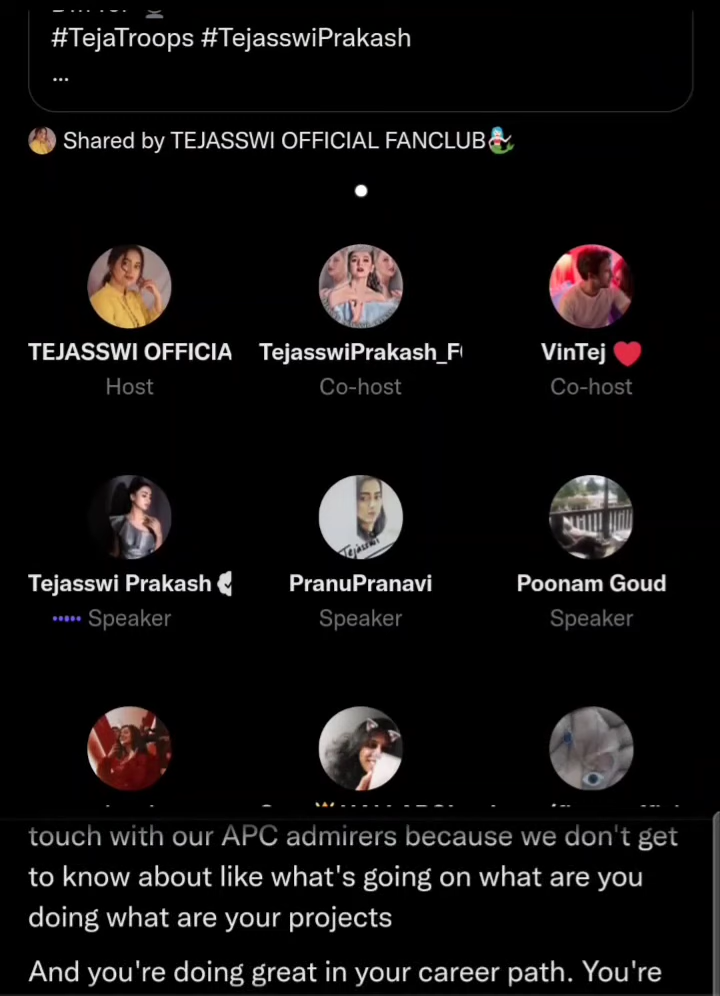 #TejaTroops #TejasswiPrakash
...
Shared by TEJASSWI OFFICIAL FANCLUB
TEJASSWI OFFICIA
TejasswiPrakash_F
VinTej
Host
Co-host
Co-host
Tejasswi Prakash
PranuPranavi
Poonam Goud
Speaker
Speaker
Speaker
Tejasswi
touch with our APC admirers because we don't get
to know about like what's going on what are you
doing what are your projects
And you're doing great in your career path. You're